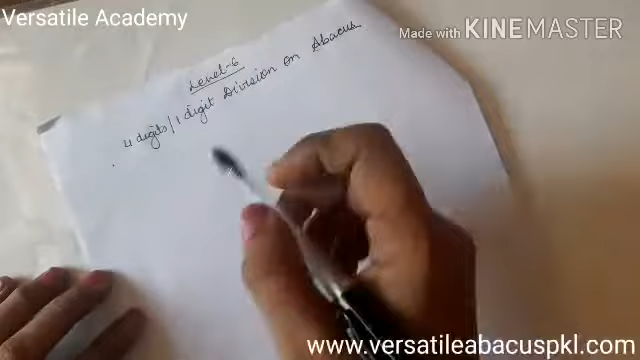 Versatile Academy
Made with KINEMASTER
Level-6
4 digits/1 digit Division on Abacus
www.versatileabacuspkl.com